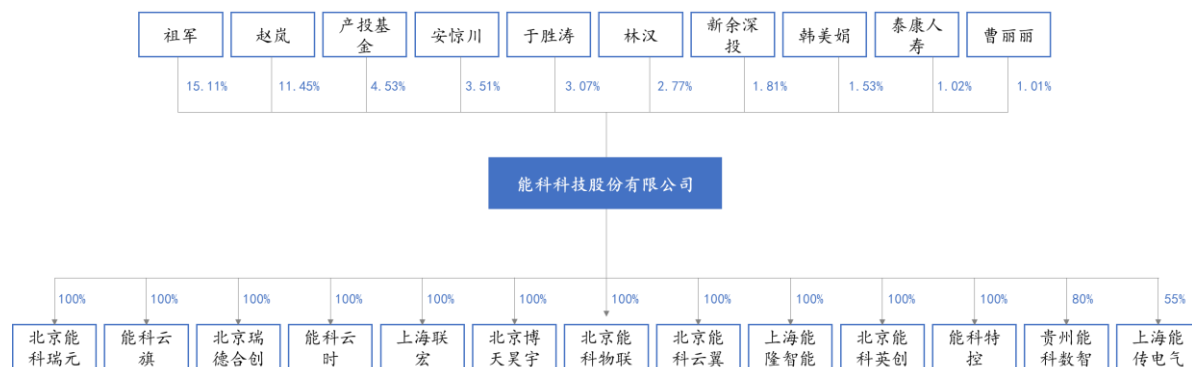 祖军
赵岚
产投基
金
安惊川
于胜涛
林汉
新余深
投
韩美娟
泰康人
寿
曹丽丽
15.11%
11.45%
4.53%
3.51%
3.07%
2.77%
1.81%
1.53%
1.02%
1.01%
能科科技股份有限公司
100%
100%
100%
100%
100%
100%
100%
100%
100%
100%
100%
80%
55%
北京能
科瑞元
能科云
旗
北京瑞
德合创
能科云
时
上海联
宏
北京博
天昊宇
北京能
科物联
北京能
科云翼
上海能
隆智能
北京能
科英创
能科特
控
贵州能
科数智
上海能
传电气